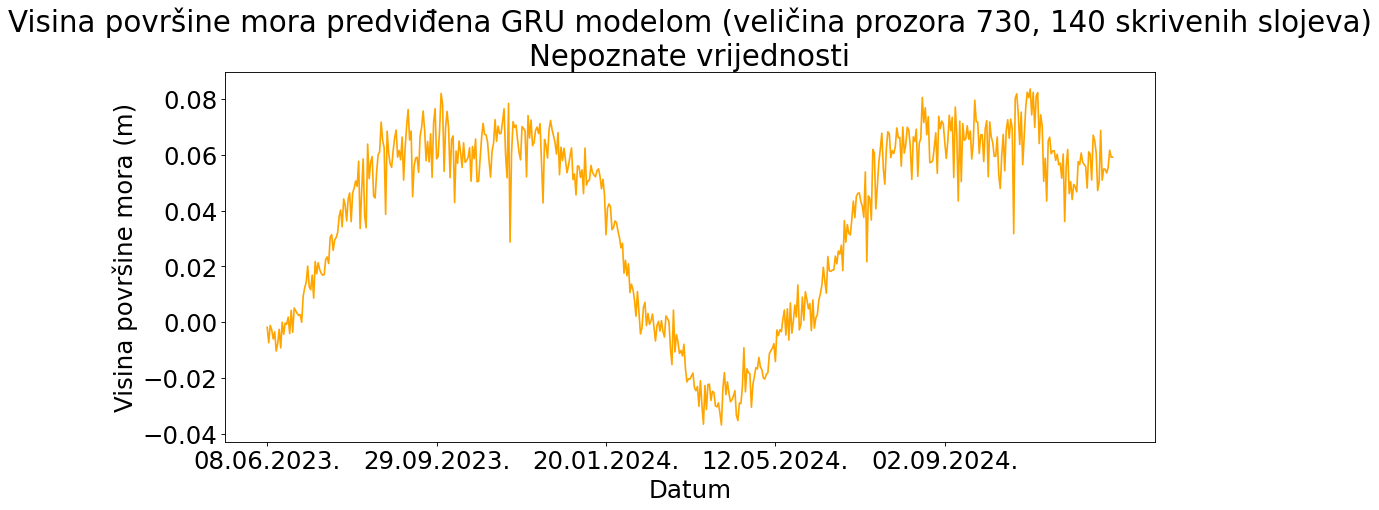 Visina površine mora predviđena GRU modelom (veličina prozora 730, 140 skrivenih slojeva)
Nepoznate vrijednosti
Visina površine mora (m)
0.08
0.06
0.04
0.02
0.00
−0.02
−0.04
08.06.2023. 29.09.2023. 20.01.2024. 12.05.2024. 02.09.2024.
Datum